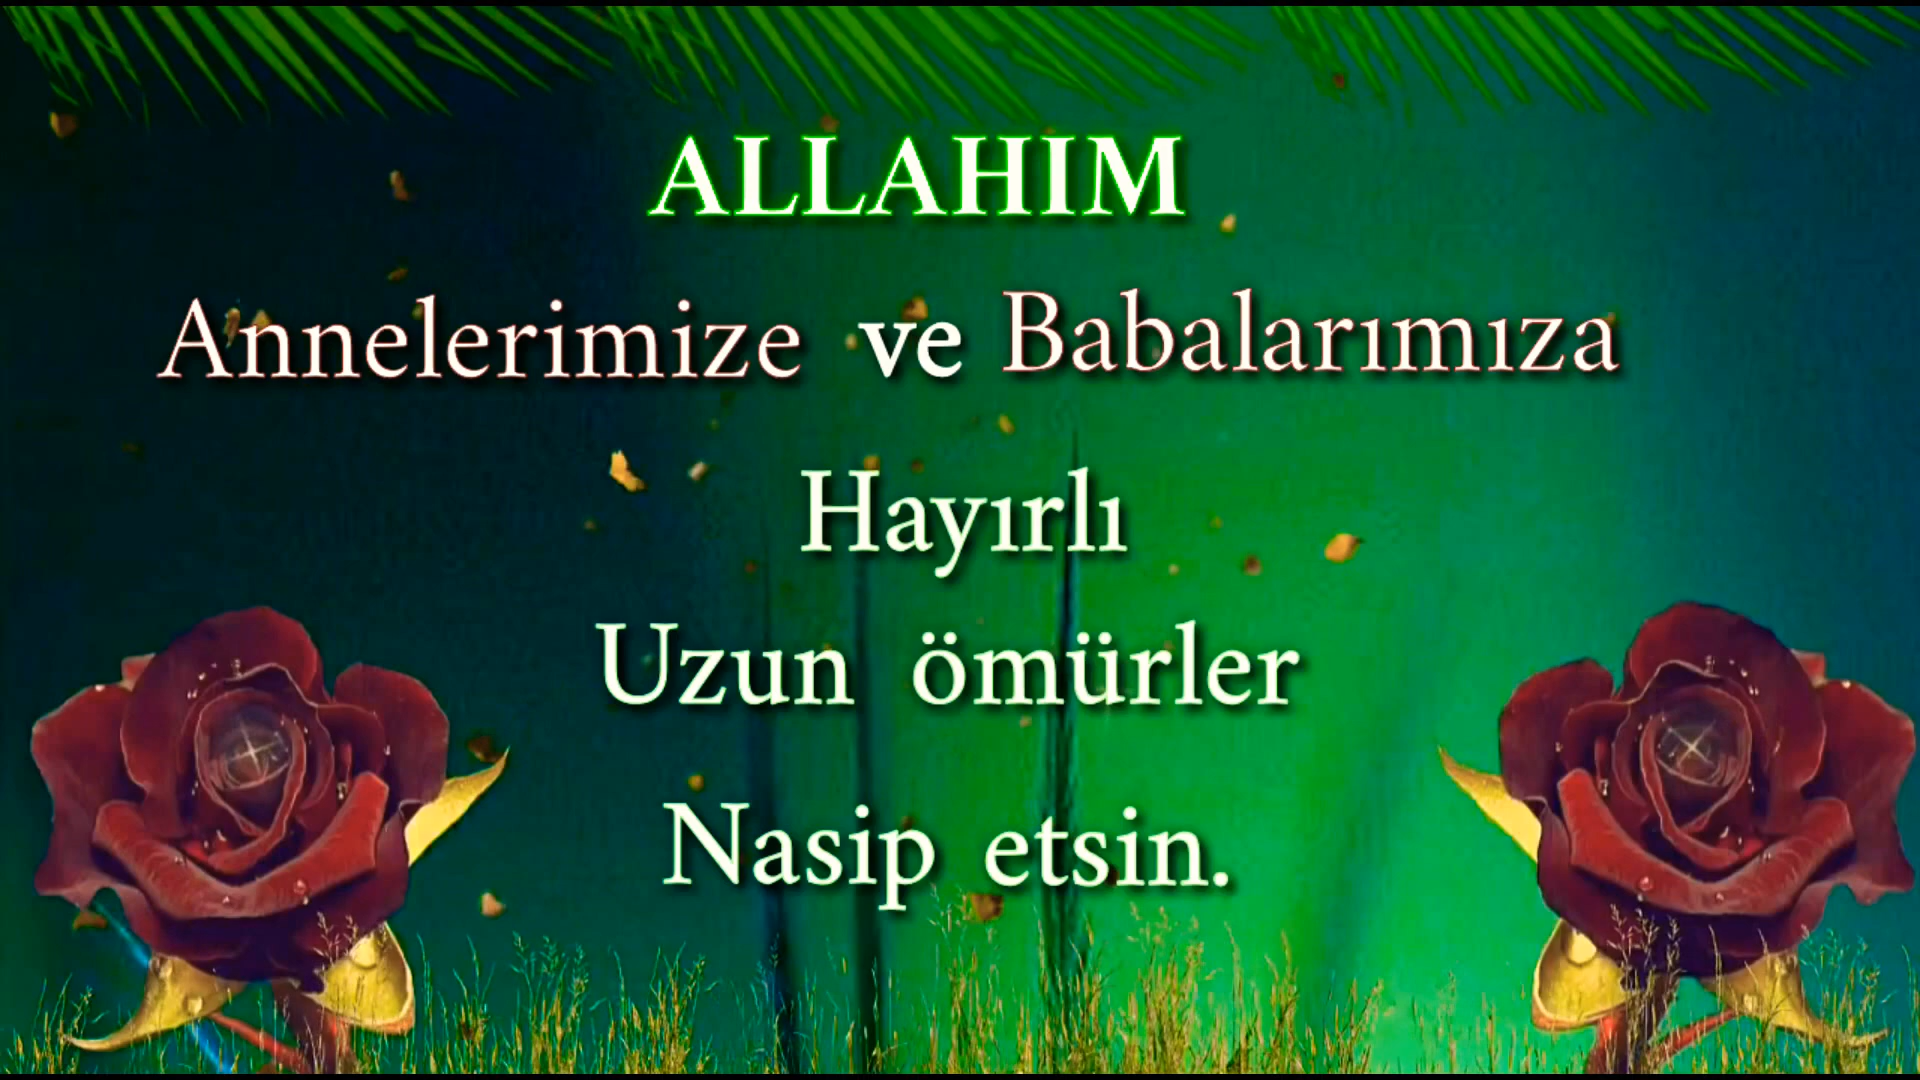 ALLAHIM
Annelerimize ve Babalarımıza
Hayırlı
Uzun ömürler
Nasip etsin.